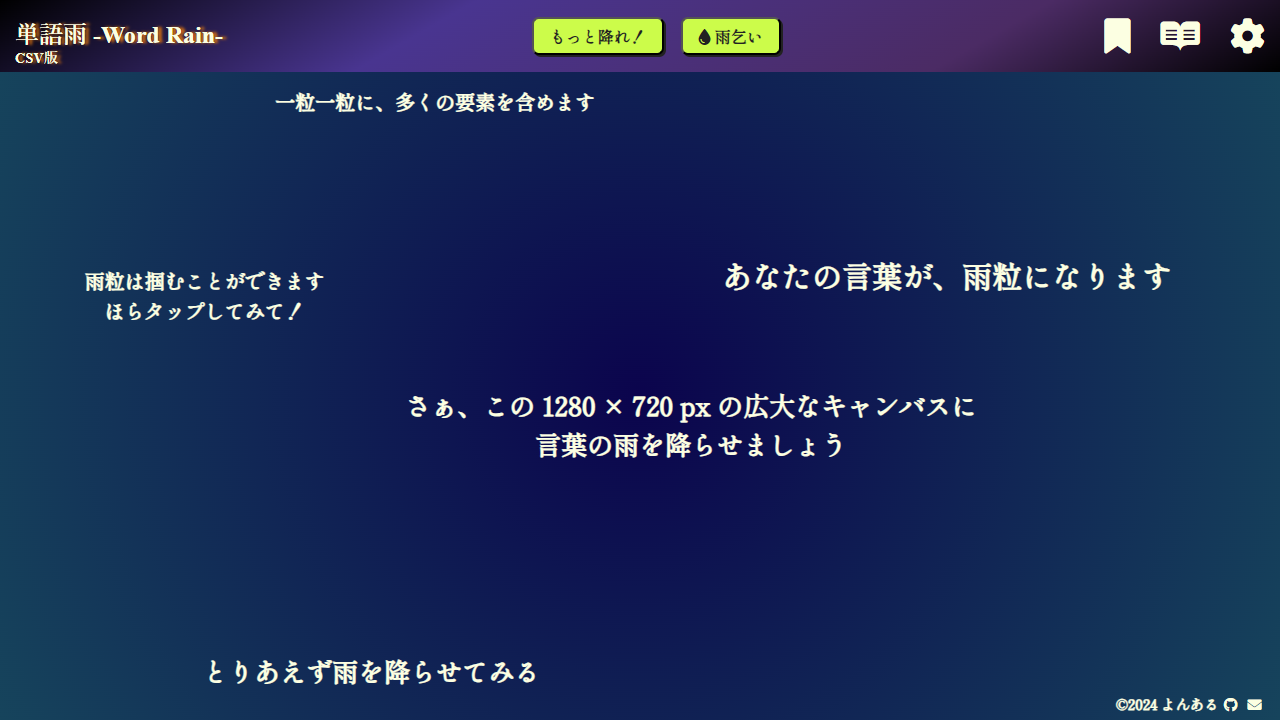 単語雨 -Word Rain-
CSV版
もっと降れ！
雨乞い
一粒一粒に、多くの要素を含めます
雨粒は掴むことができます
ほらタップしてみて！
あなたの言葉が、雨粒になります
さぁ、この 1280 × 720 px の広大なキャンバスに
言葉の雨を降らせましょう
とりあえず雨を降らせてみる
©2024 よんある